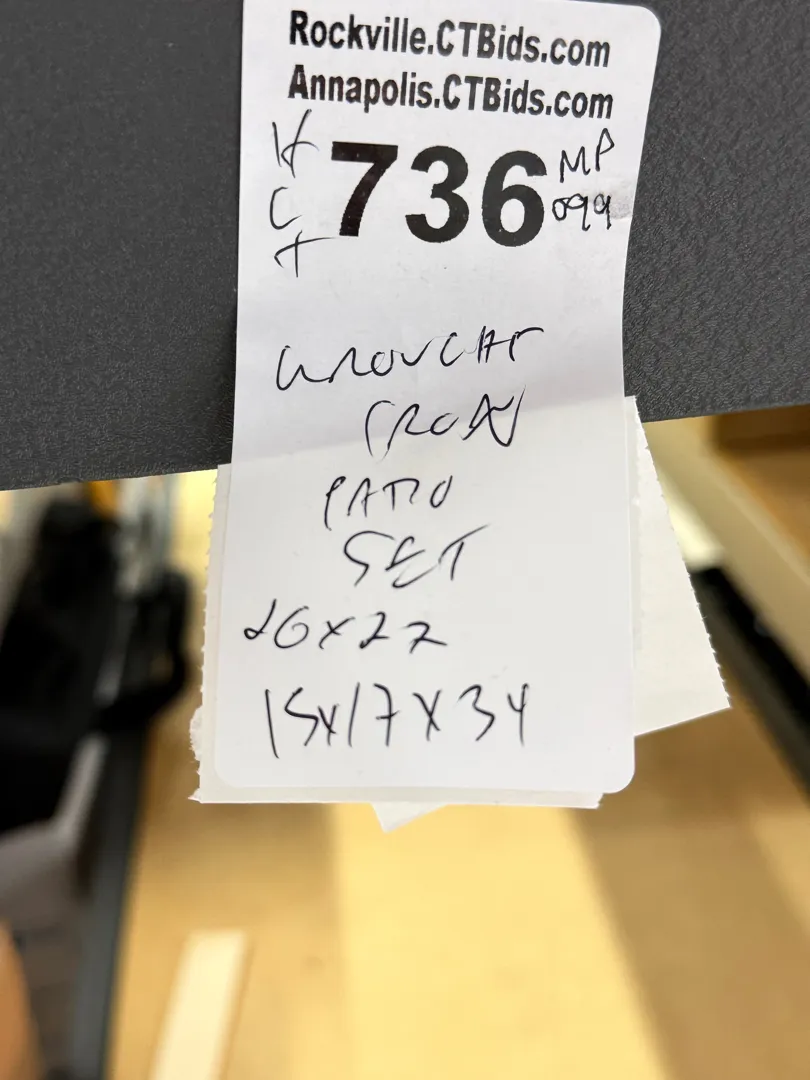 Rockville.CTBids.com
Annapolis.CTBids.com
H
C
T
736
MP
099
WROUGHT
IRON
PATIO
SET
26x22
15x17x34